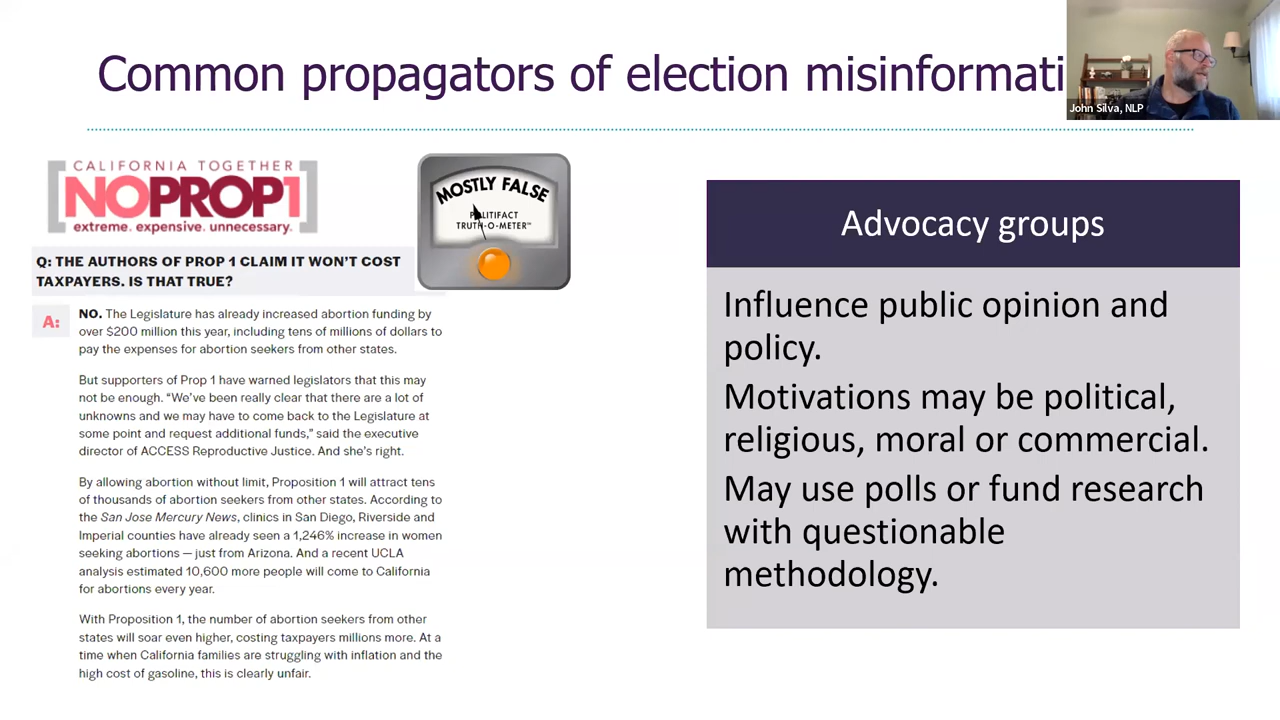 Common propagators of election misinformati
John Silva, NLP
CALIFORNIA TOGETHER
NOPROP1
extreme. expensive. unnecessary.
MOSTLY FALSE
POLITIFACT
TRUTH-O-METER™
Q: THE AUTHORS OF PROP 1 CLAIM IT WON'T COST
TAXPAYERS. IS THAT TRUE?
A:
NO. The Legislature has already increased abortion funding by
over $200 million this year, including tens of millions of dollars to
pay the expenses for abortion seekers from other states.
But supporters of Prop 1 have warned legislators that this may
not be enough. “We’ve been really clear that there are a lot of
unknowns and we may have to come back to the Legislature at
some point and request additional funds,” said the executive
director of ACCESS Reproductive Justice. And she’s right.
By allowing abortion without limit, Proposition 1 will attract tens
of thousands of abortion seekers from other states. According to
the San Jose Mercury News, clinics in San Diego, Riverside and
Imperial counties have already seen a 1,246% increase in women
seeking abortions — just from Arizona. And a recent UCLA
analysis estimated 10,600 more people will come to California
for abortions every year.
With Proposition 1, the number of abortion seekers from other
states will soar even higher, costing taxpayers millions more. At a
time when California families are struggling with inflation and the
high cost of gasoline, this is clearly unfair.
Advocacy groups
Influence public opinion and
policy.
Motivations may be political,
religious, moral or commercial.
May use polls or fund research
with questionable
methodology.